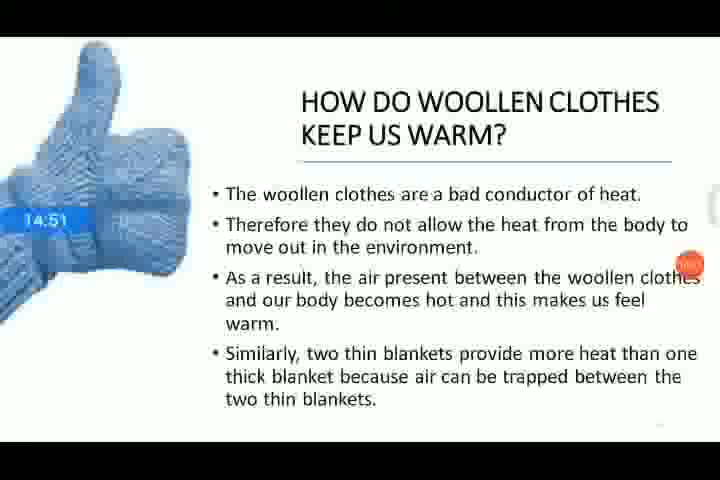 HOW DO WOOLLEN CLOTHES
KEEP US WARM?
• The woollen clothes are a bad conductor of heat.
• Therefore they do not allow the heat from the body to
move out in the environment.
• As a result, the air present between the woollen clothes
and our body becomes hot and this makes us feel
warm.
• Similarly, two thin blankets provide more heat than one
thick blanket because air can be trapped between the
two thin blankets.
14:51